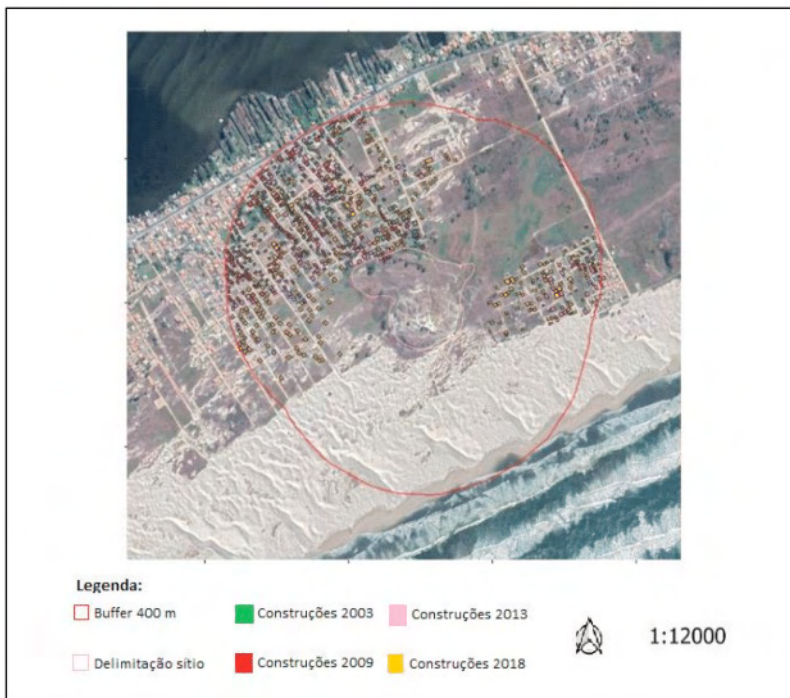 Legenda:
Buffer 400 m
Construções 2003
Construções 2013
Delimitação sítio
Construções 2009
Construções 2018
1:12000